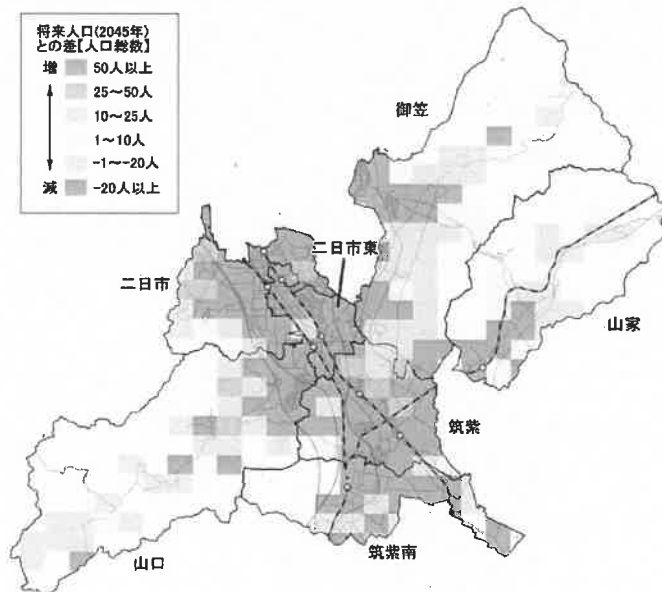 将来人口(2045年)
との差【人口総数】
増 50人以上
25～50人
10～25人
1～10人
-1～-20人
減 -20人以上
御笠
二日市東
二日市
山家
筑紫
筑紫南
山口